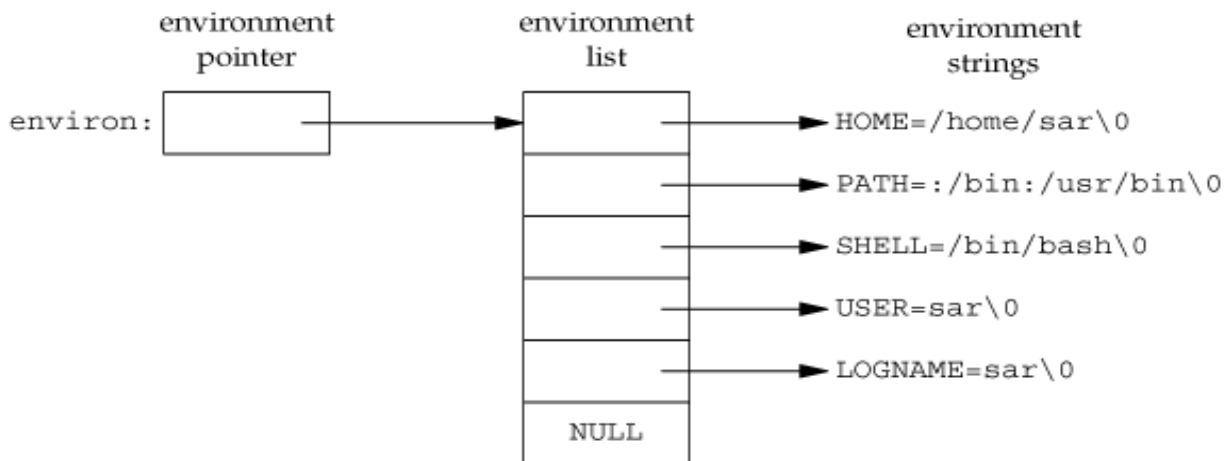 environment
pointer
environment
list
environment
strings
environ:
HOME=/home/sar\0
PATH=:/bin:/usr/bin\0
SHELL=/bin/bash\0
USER=sar\0
LOGNAME=sar\0
NULL